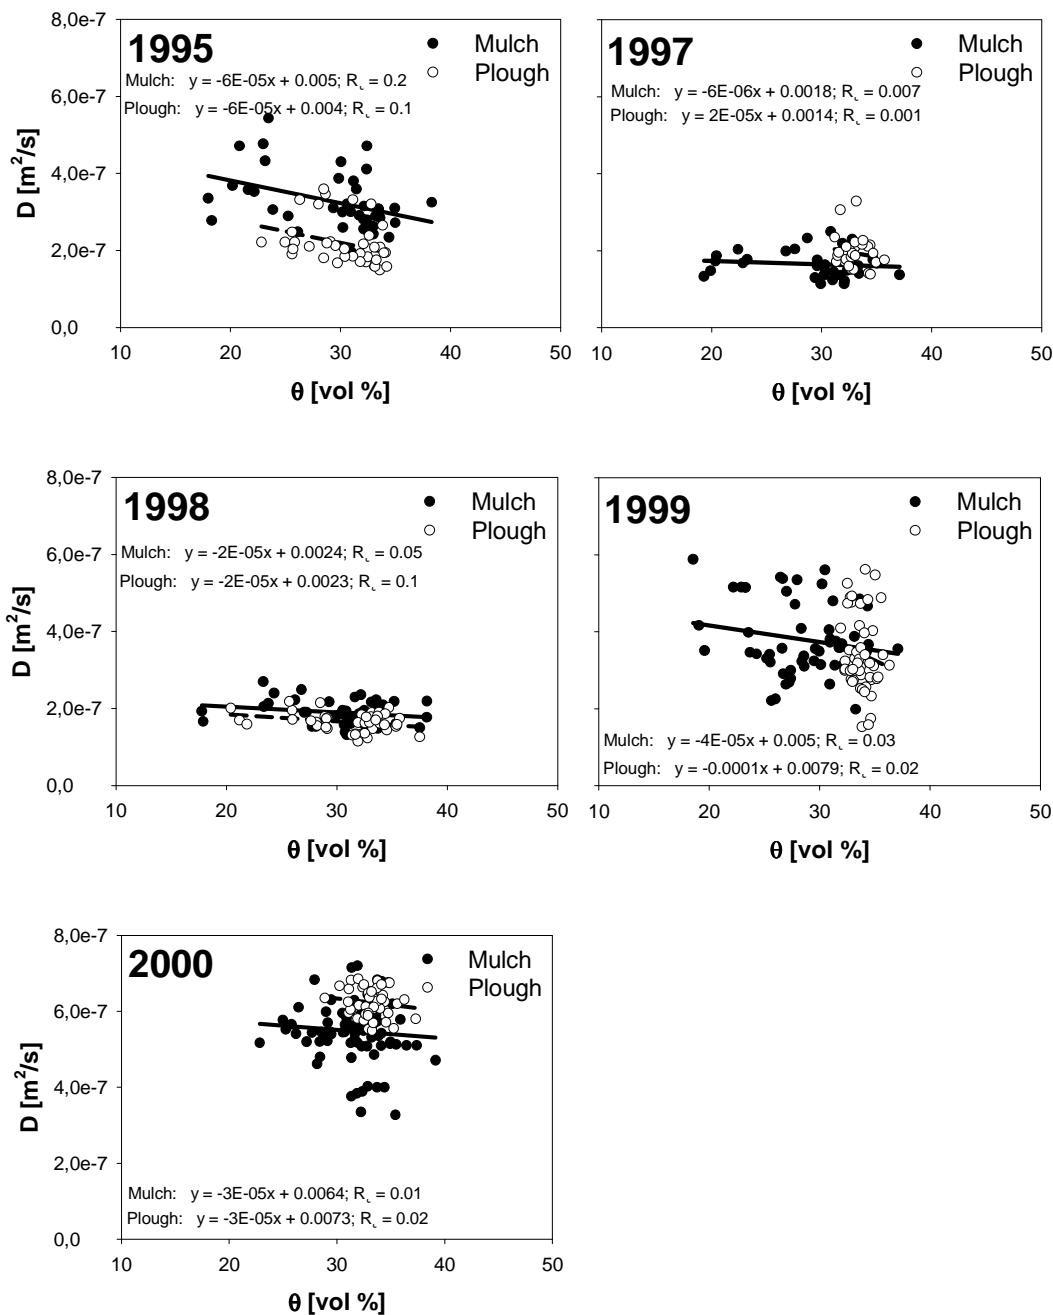 8,0e-7
1995
Mulch
Plough
Mulch: y = -6E-05x + 0.005; R = 0.2
Plough: y = -6E-05x + 0.004; R = 0.1
6,0e-7
4,0e-7
2,0e-7
0,0
D [m²/s]
10 20 30 40 50
θ [vol %]
1997
Mulch
Plough
Mulch: y = -6E-06x + 0.0018; R = 0.007
Plough: y = 2E-05x + 0.0014; R = 0.001
10 20 30 40 50
θ [vol %]
8,0e-7
1998
Mulch
Plough
Mulch: y = -2E-05x + 0.0024; R = 0.05
Plough: y = -2E-05x + 0.0023; R = 0.1
6,0e-7
4,0e-7
2,0e-7
0,0
D [m²/s]
10 20 30 40 50
θ [vol %]
1999
Mulch
Plough
Mulch: y = -4E-05x + 0.005; R = 0.03
Plough: y = -0.0001x + 0.0079; R = 0.02
10 20 30 40 50
θ [vol %]
8,0e-7
2000
Mulch
Plough
6,0e-7
4,0e-7
2,0e-7
0,0
D [m²/s]
Mulch: y = -3E-05x + 0.0064; R = 0.01
Plough: y = -3E-05x + 0.0073; R = 0.02
10 20 30 40 50
θ [vol %]